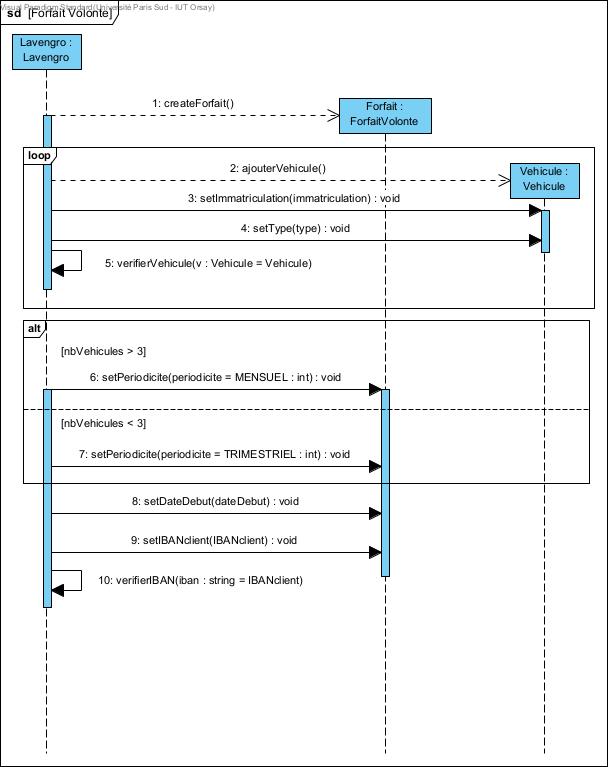 Visual Paradigm Standard(Université Paris Sud - IUT Orsay)
sd [Forfait Volonte]
Lavengro :
Lavengro
1: createForfait()
Forfait :
ForfaitVolonte
loop
2: ajouterVehicule()
Vehicule :
Vehicule
3: setImmatriculation(immatriculation) : void
4: setType(type) : void
5: verifierVehicule(v : Vehicule = Vehicule)
alt
[nbVehicules > 3]
6: setPeriodicite(periodicite = MENSUEL : int) : void
[nbVehicules < 3]
7: setPeriodicite(periodicite = TRIMESTRIEL : int) : void
8: setDateDebut(dateDebut) : void
9: setIBANclient(IBANclient) : void
10: verifierIBAN(iban : string = IBANclient)